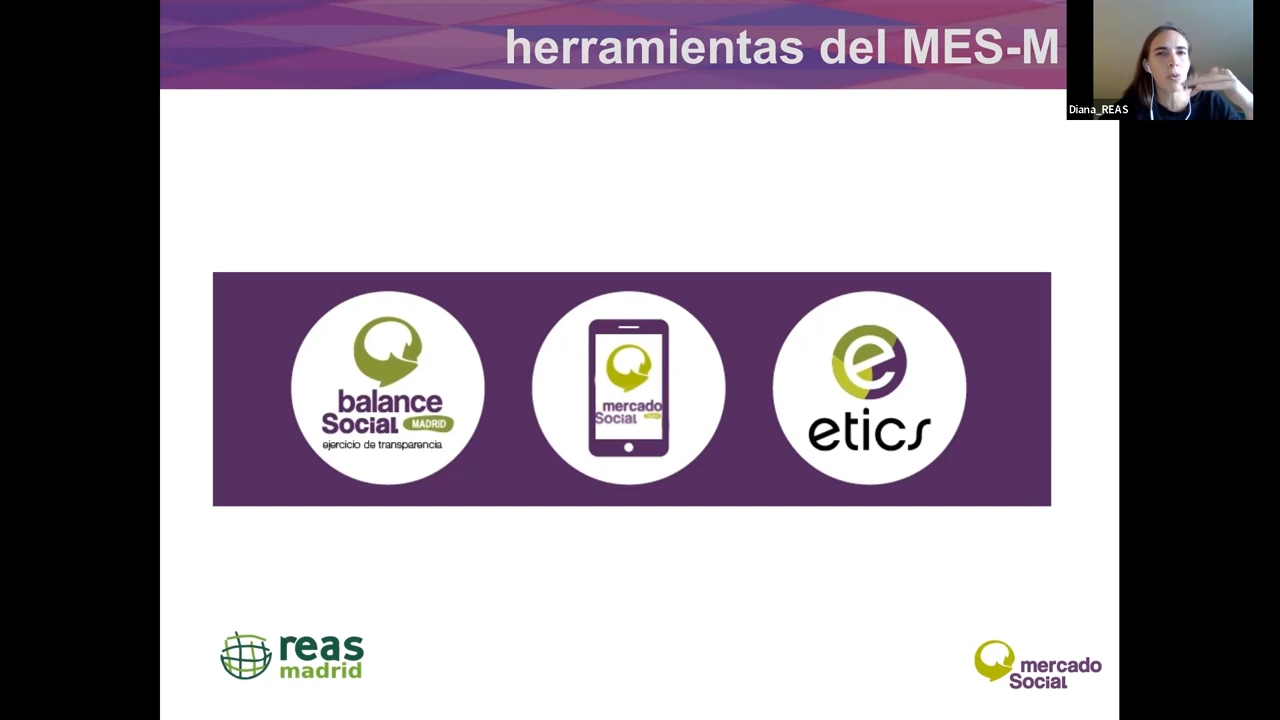 herramientas del MES-M
Diana_REAS
balance
Social MADRID
ejercicio de transparencia
mercado
Social
etics
reas
madrid
mercado
Social